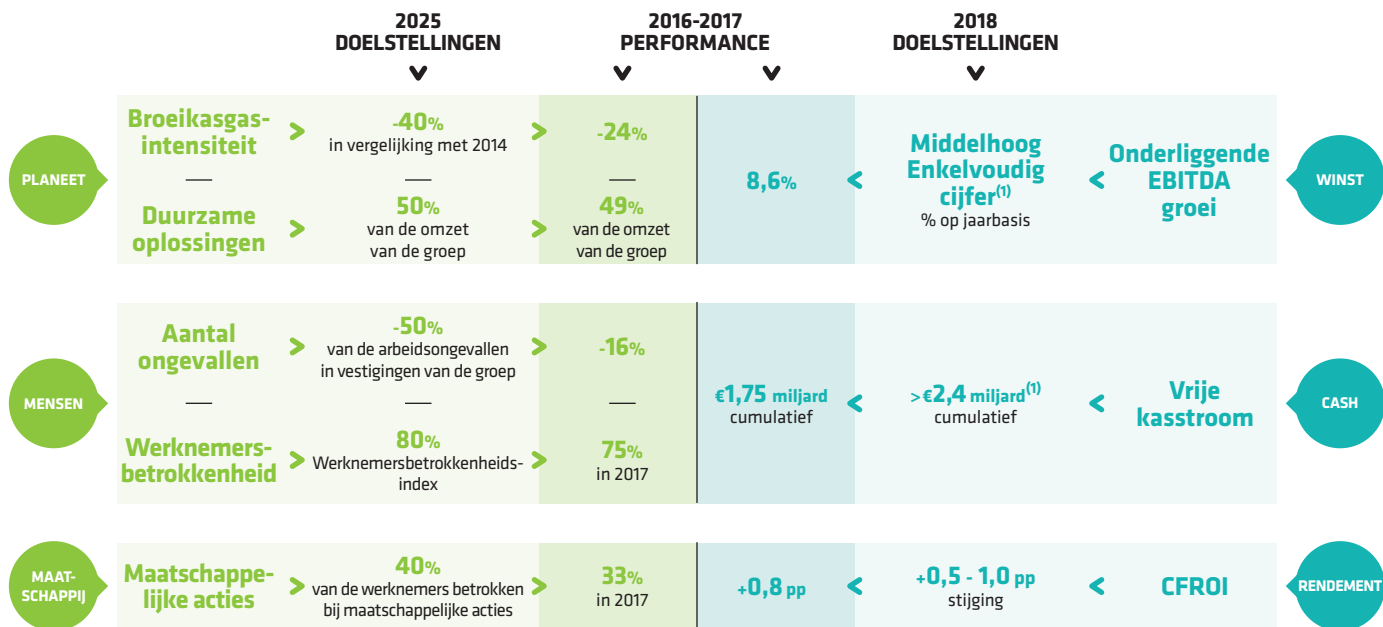 2025
DOELSTELLINGEN
2016-2017
PERFORMANCE
2018
DOELSTELLINGEN
PLANEET
Broeikasgas-
intensiteit
-40%
in vergelijking met 2014
-24%
Duurzame
oplossingen
50%
van de omzet
van de groep
49%
van de omzet
van de groep
8,6%
Middelhoog
Enkelvoudig
cijfer(1)
% op jaarbasis
Onderliggende
EBITDA
groei
WINST
MENSEN
Aantal
ongevallen
-50%
van de arbeidsongevallen
in vestigingen van de groep
-16%
Werknemers-
betrokkenheid
80%
Werknemersbetrokkenheids-
index
75%
in 2017
€1,75 miljard
cumulatief
>€2,4 miljard(1)
cumulatief
Vrije
kasstroom
CASH
MAAT-
SCHAPPIJ
Maatschappe-
lijke acties
40%
van de werknemers betrokken
bij maatschappelijke acties
33%
in 2017
+0,8 pp
+0,5 - 1,0 pp
stijging
CFROI
RENDEMENT